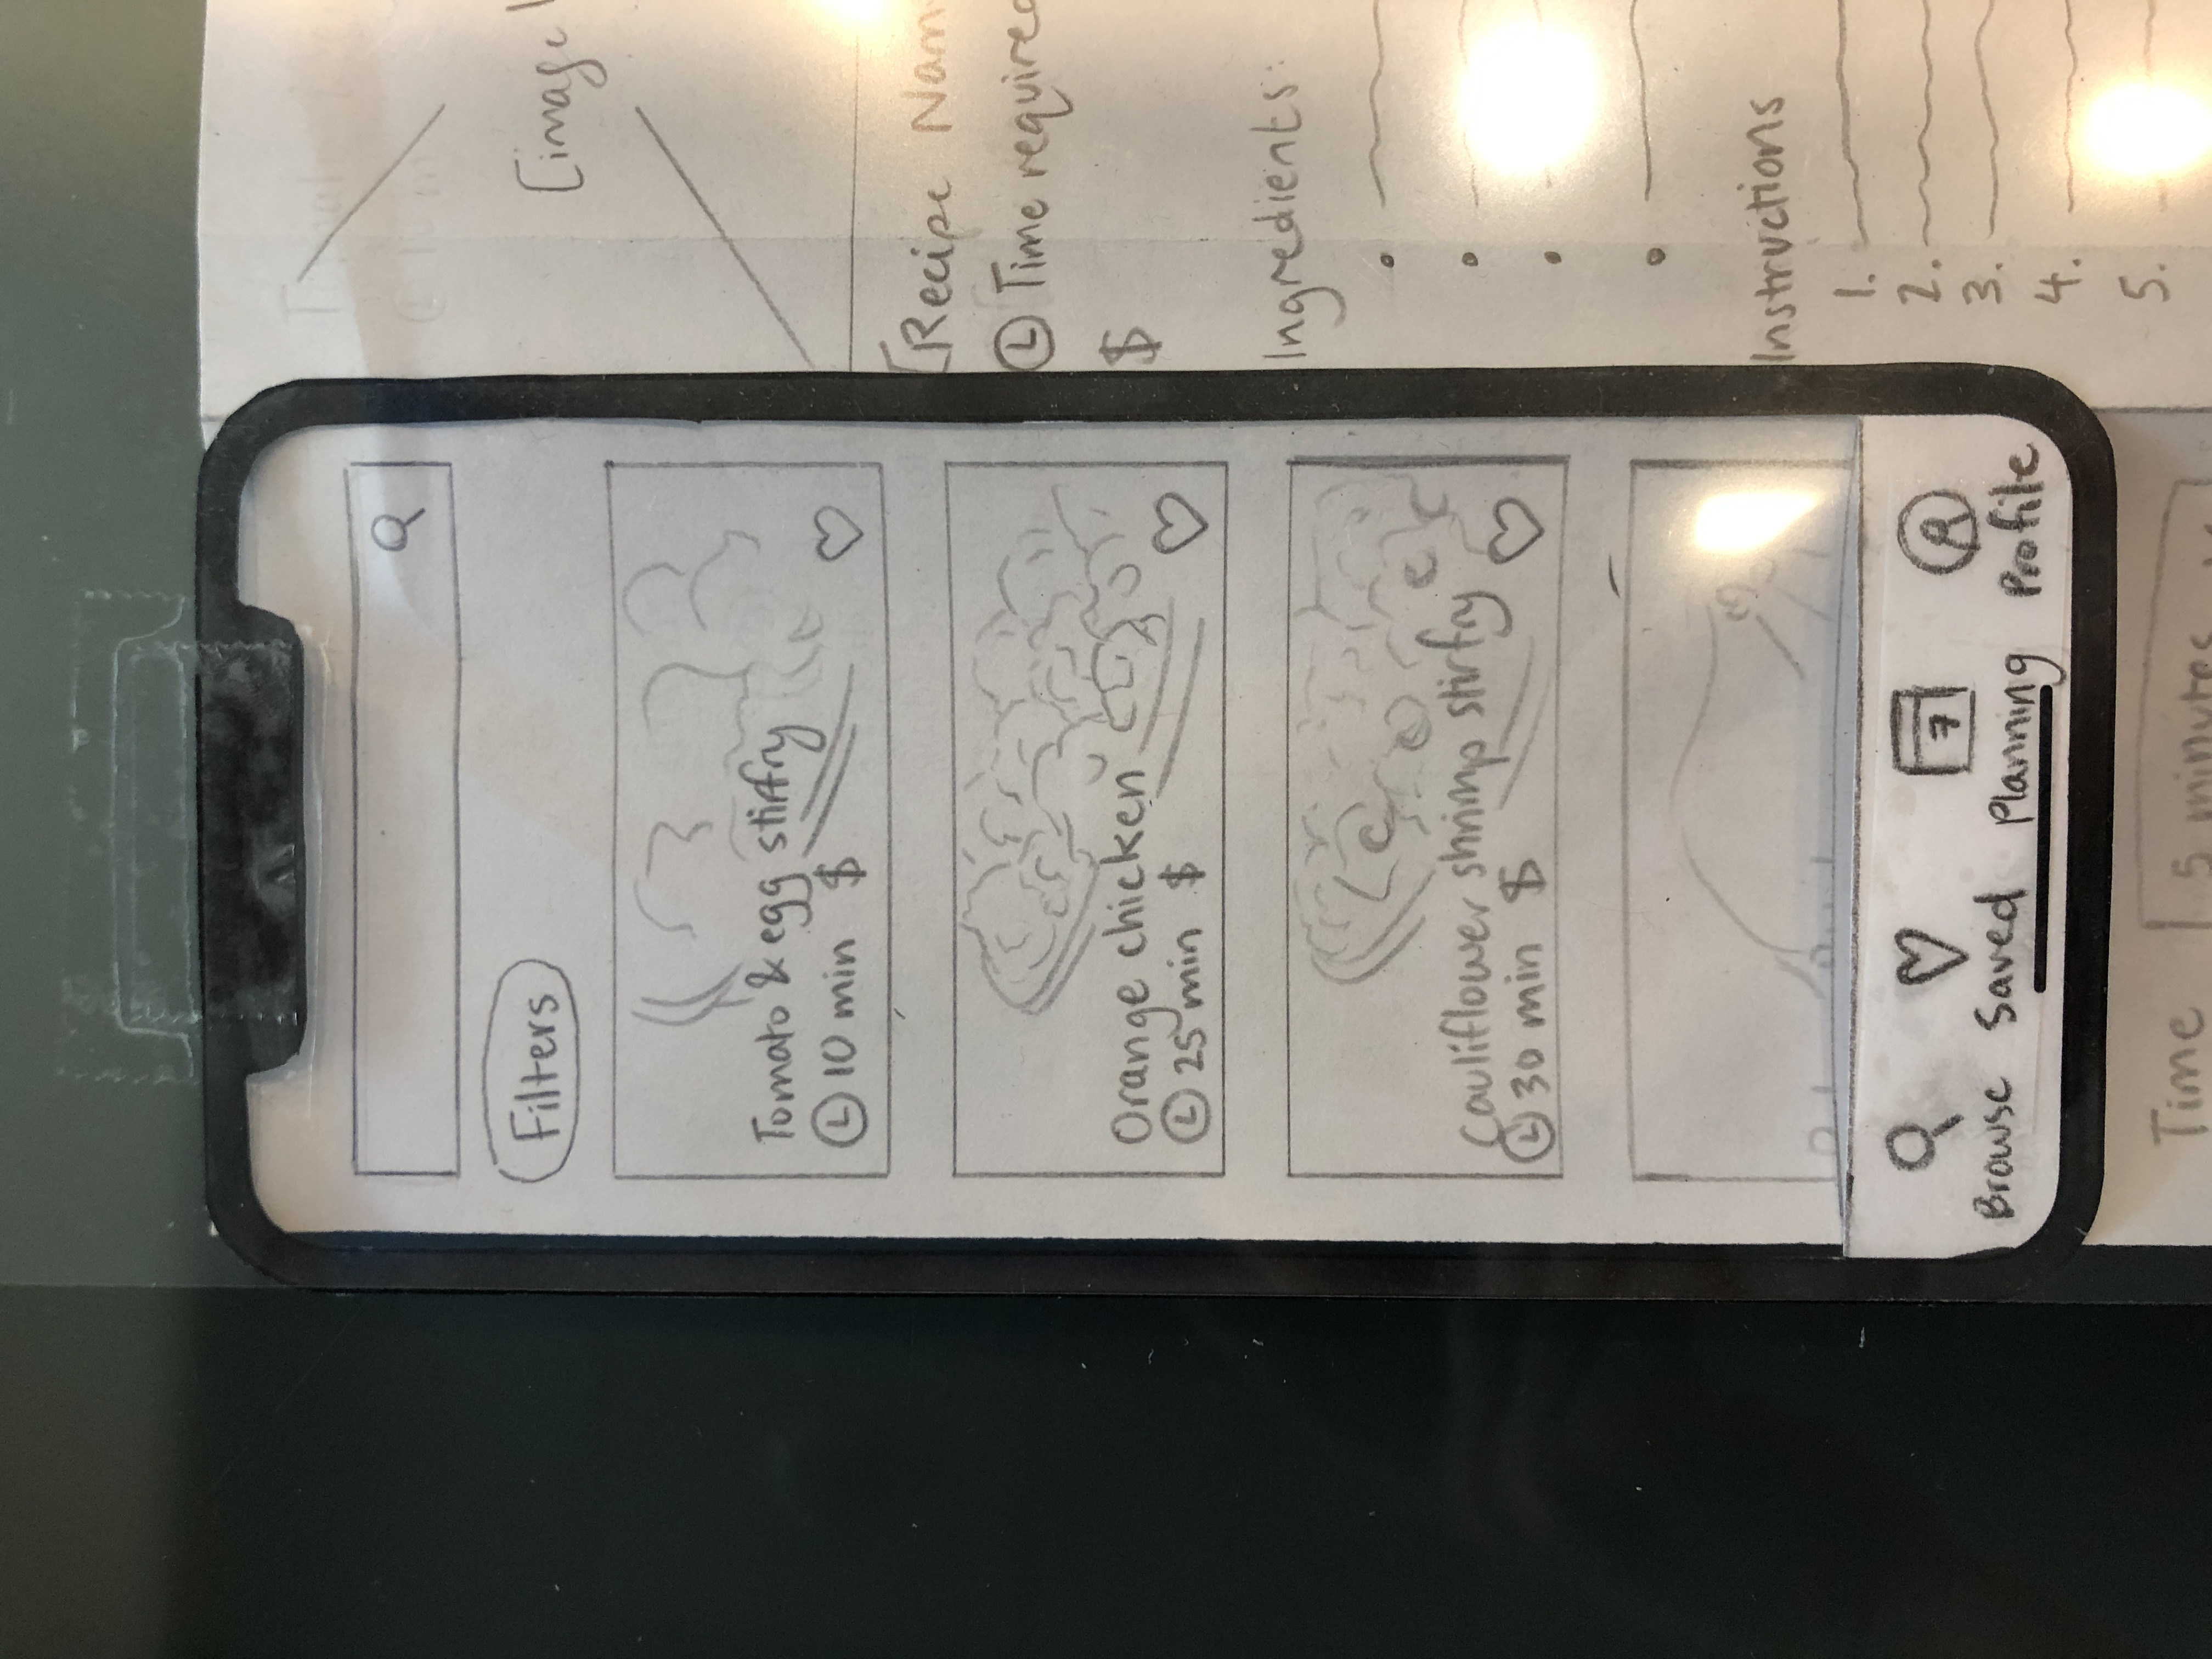 Filters
Tomato & egg stirfry
10 min $
Orange chicken
25 min $
Cauliflower shrimp stirfry
30 min $
7
Browse Saved Planning Profile
[image
[Recipe Nam
Time required
$
Ingredients:
Instructions
1.
2.
3.
4.
5.
Time 5 minutes